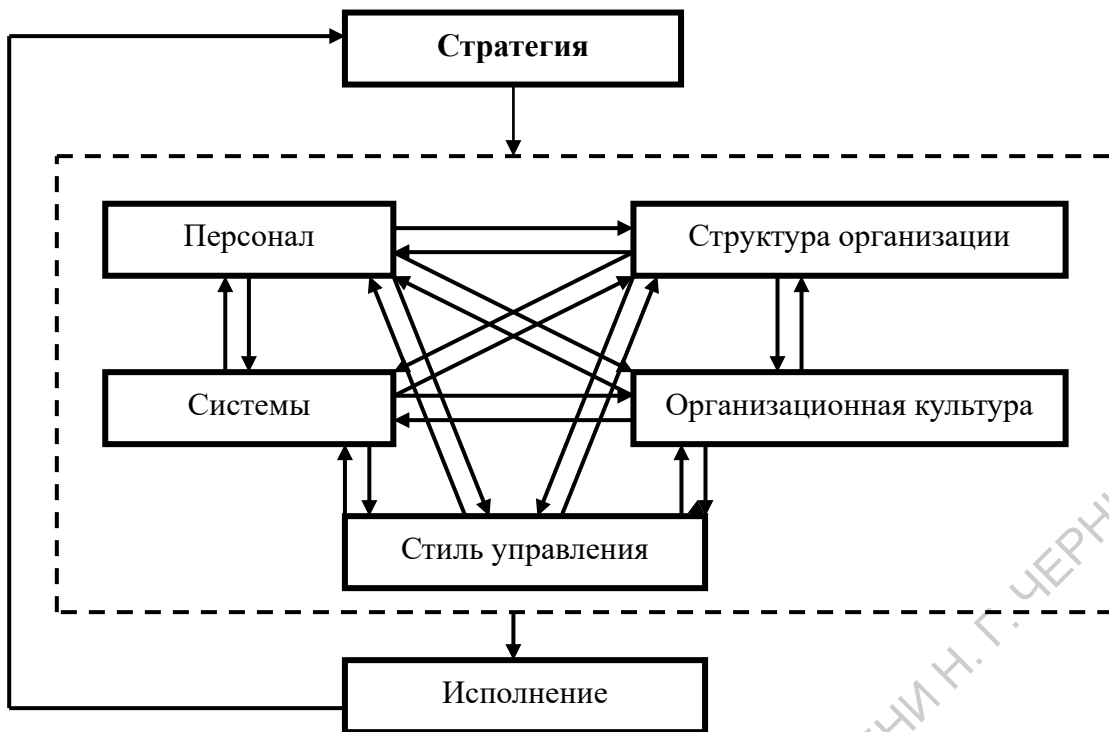 Стратегия
Персонал
Структура организации
Системы
Организационная культура
Стиль управления
Исполнение
Н. Г.